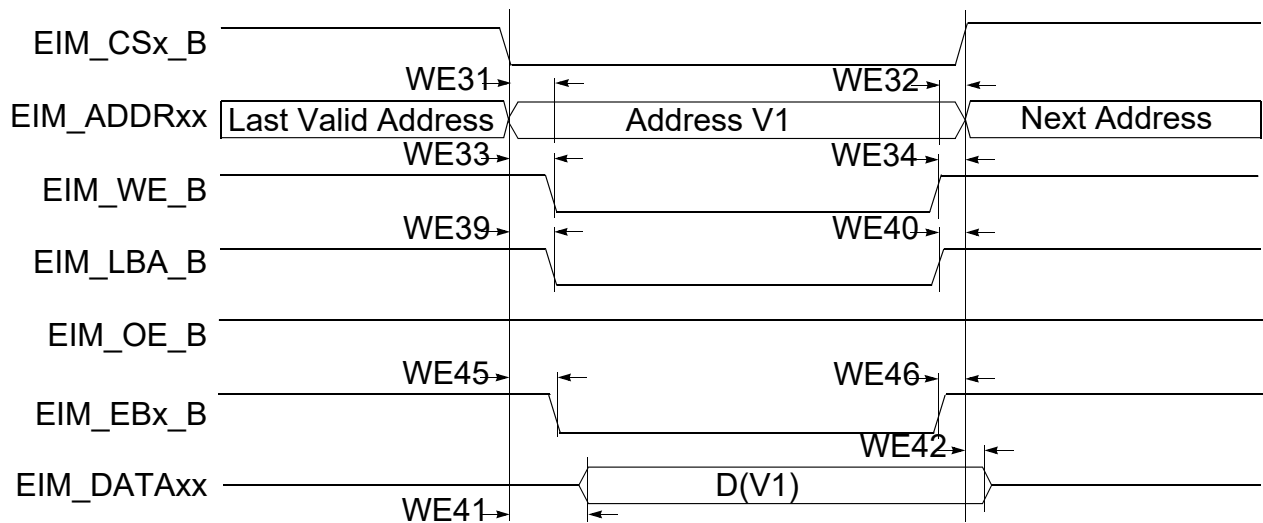 EIM_CSx_B
WE31 WE32
EIM_ADDRxx Last Valid Address Address V1 Next Address
WE33 WE34
EIM_WE_B
WE39 WE40
EIM_LBA_B
EIM_OE_B
WE45 WE46
EIM_EBx_B
WE42
EIM_DATAxx D(V1)
WE41